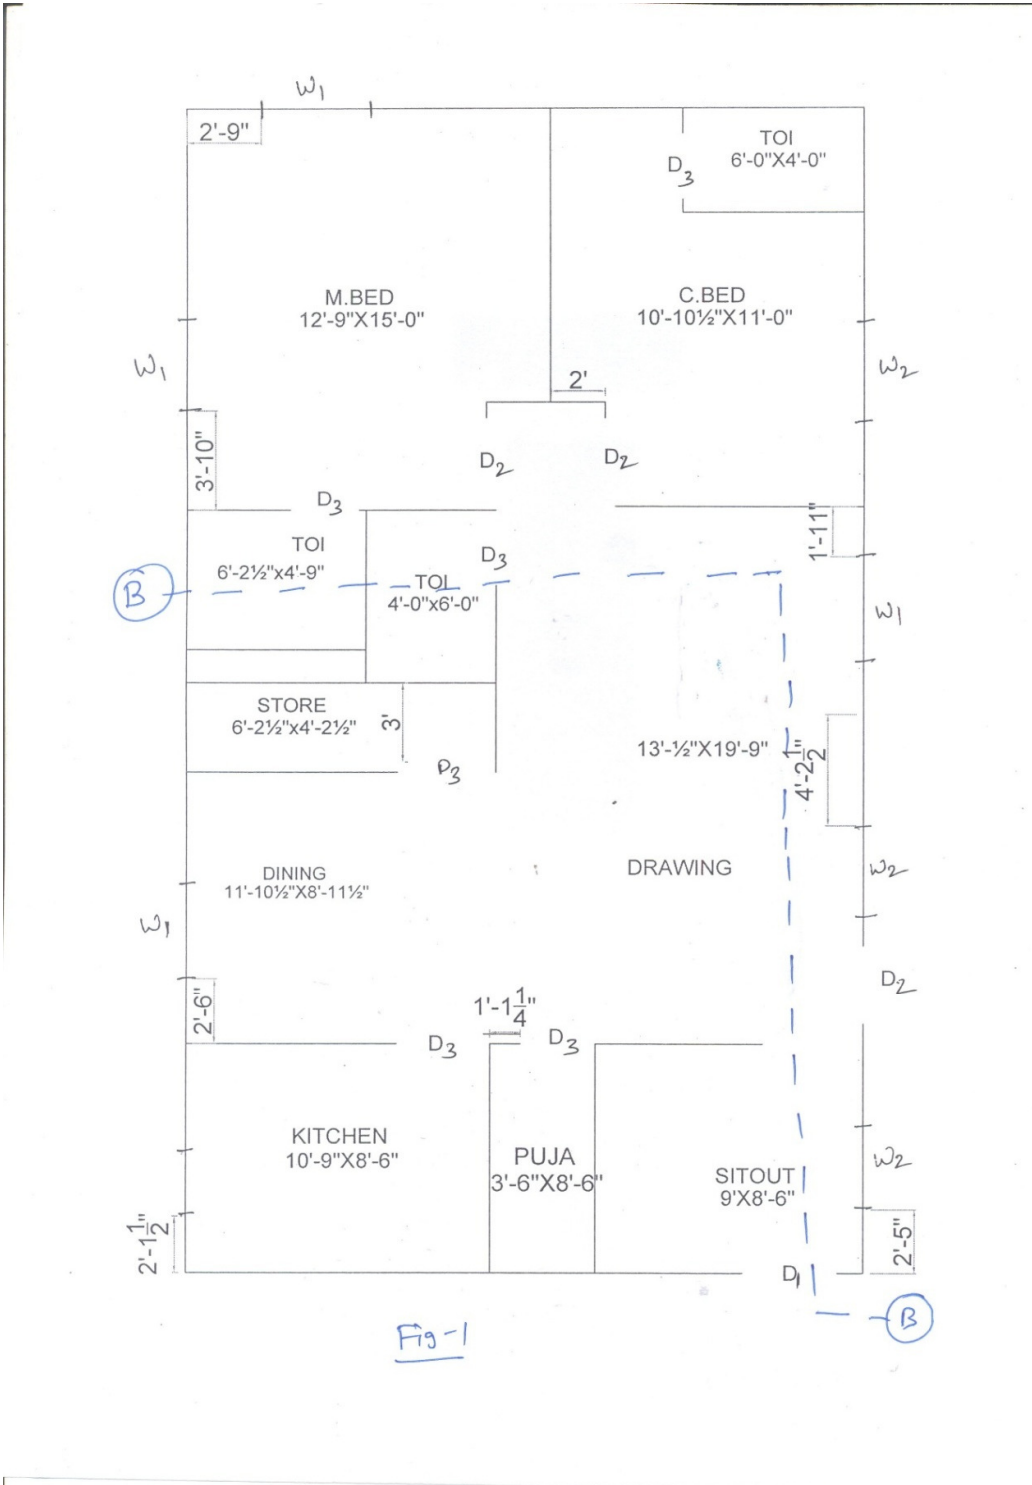 W1
2'-9"
TOI
6'-0"X4'-0"
D3
M.BED
12'-9"X15'-0"
C.BED
10'-10½"X11'-0"
W1
W2
2'
3'-10"
D2
D2
D3
1'-11"
TOI
6'-2½"x4'-9"
D3
TOI
4'-0"x6'-0"
B
W1
STORE
6'-2½"x4'-2½"
3'
13'-½"X19'-9"
4'-2½"
D3
DINING
11'-10½"X8'-11½"
DRAWING
W2
W1
D2
2'-6"
1'-1¼"
D3
D3
KITCHEN
10'-9"X8'-6"
PUJA
3'-6"X8'-6"
SITOUT
9'X8'-6"
W2
2'-1½"
2'-5"
D1
B
Fig-1